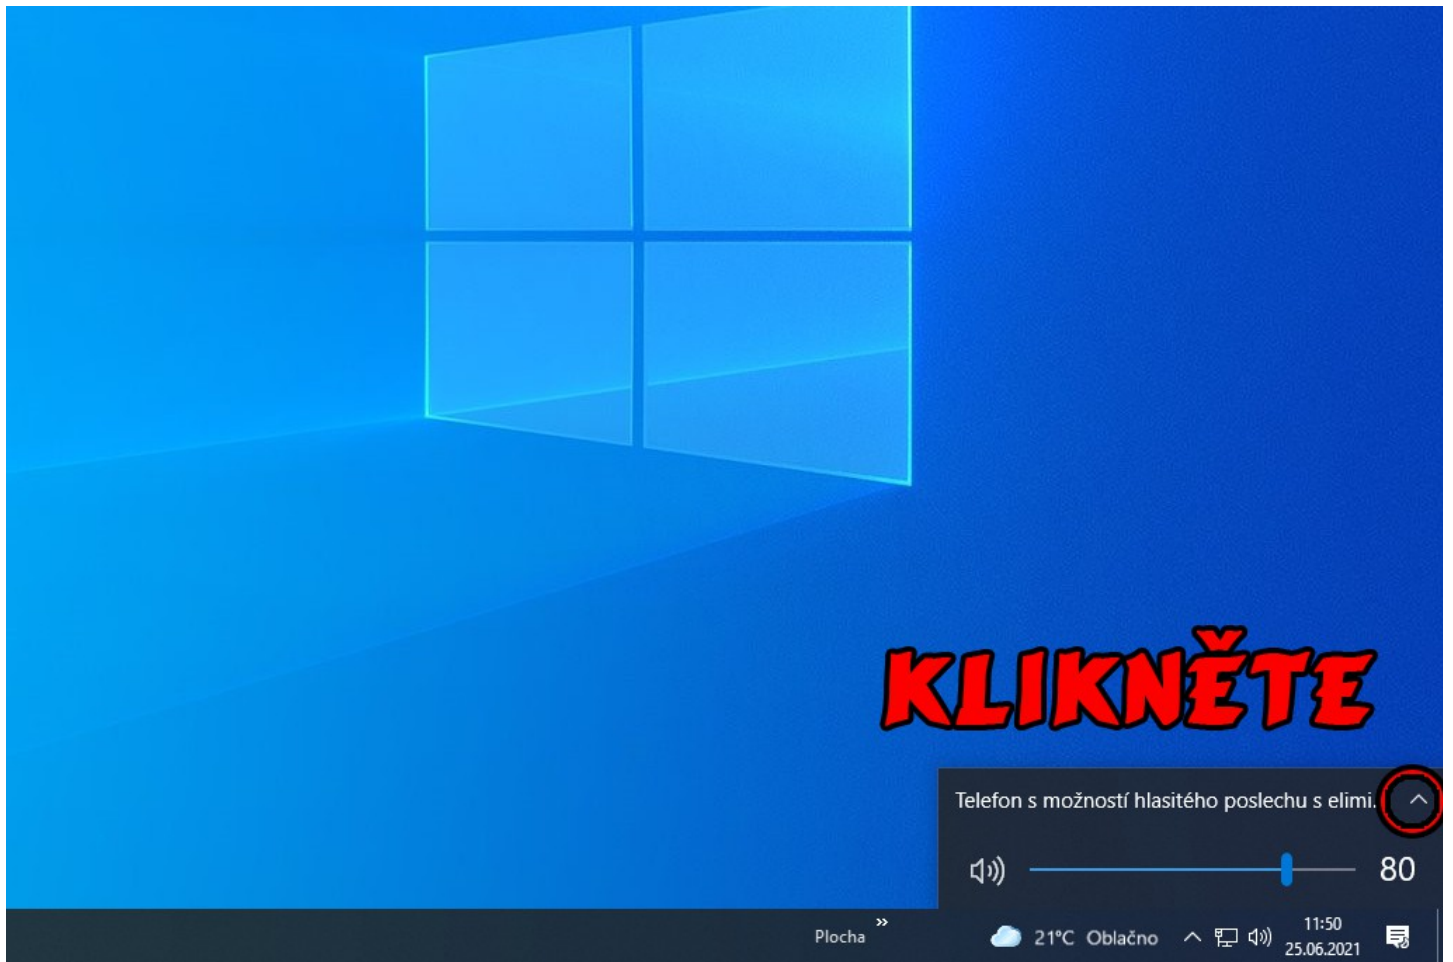 KLIKNĚTE
Telefon s možností hlasitého poslechu s elimi.
80
Plocha
21°C Oblačno
11:50
25.06.2021